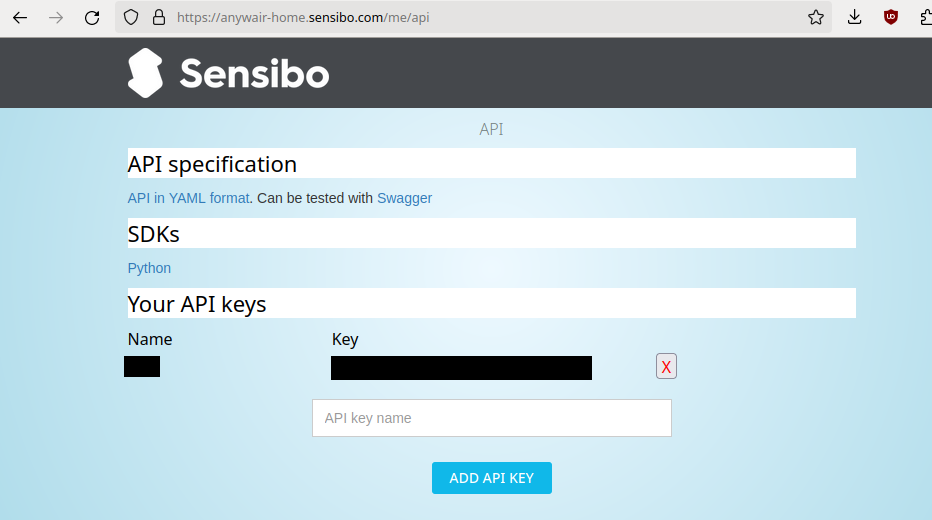 https://anywair-home.sensibo.com/me/api
Sensibo
API
API specification
API in YAML format. Can be tested with Swagger
SDKs
Python
Your API keys
Name Key
X
API key name
ADD API KEY